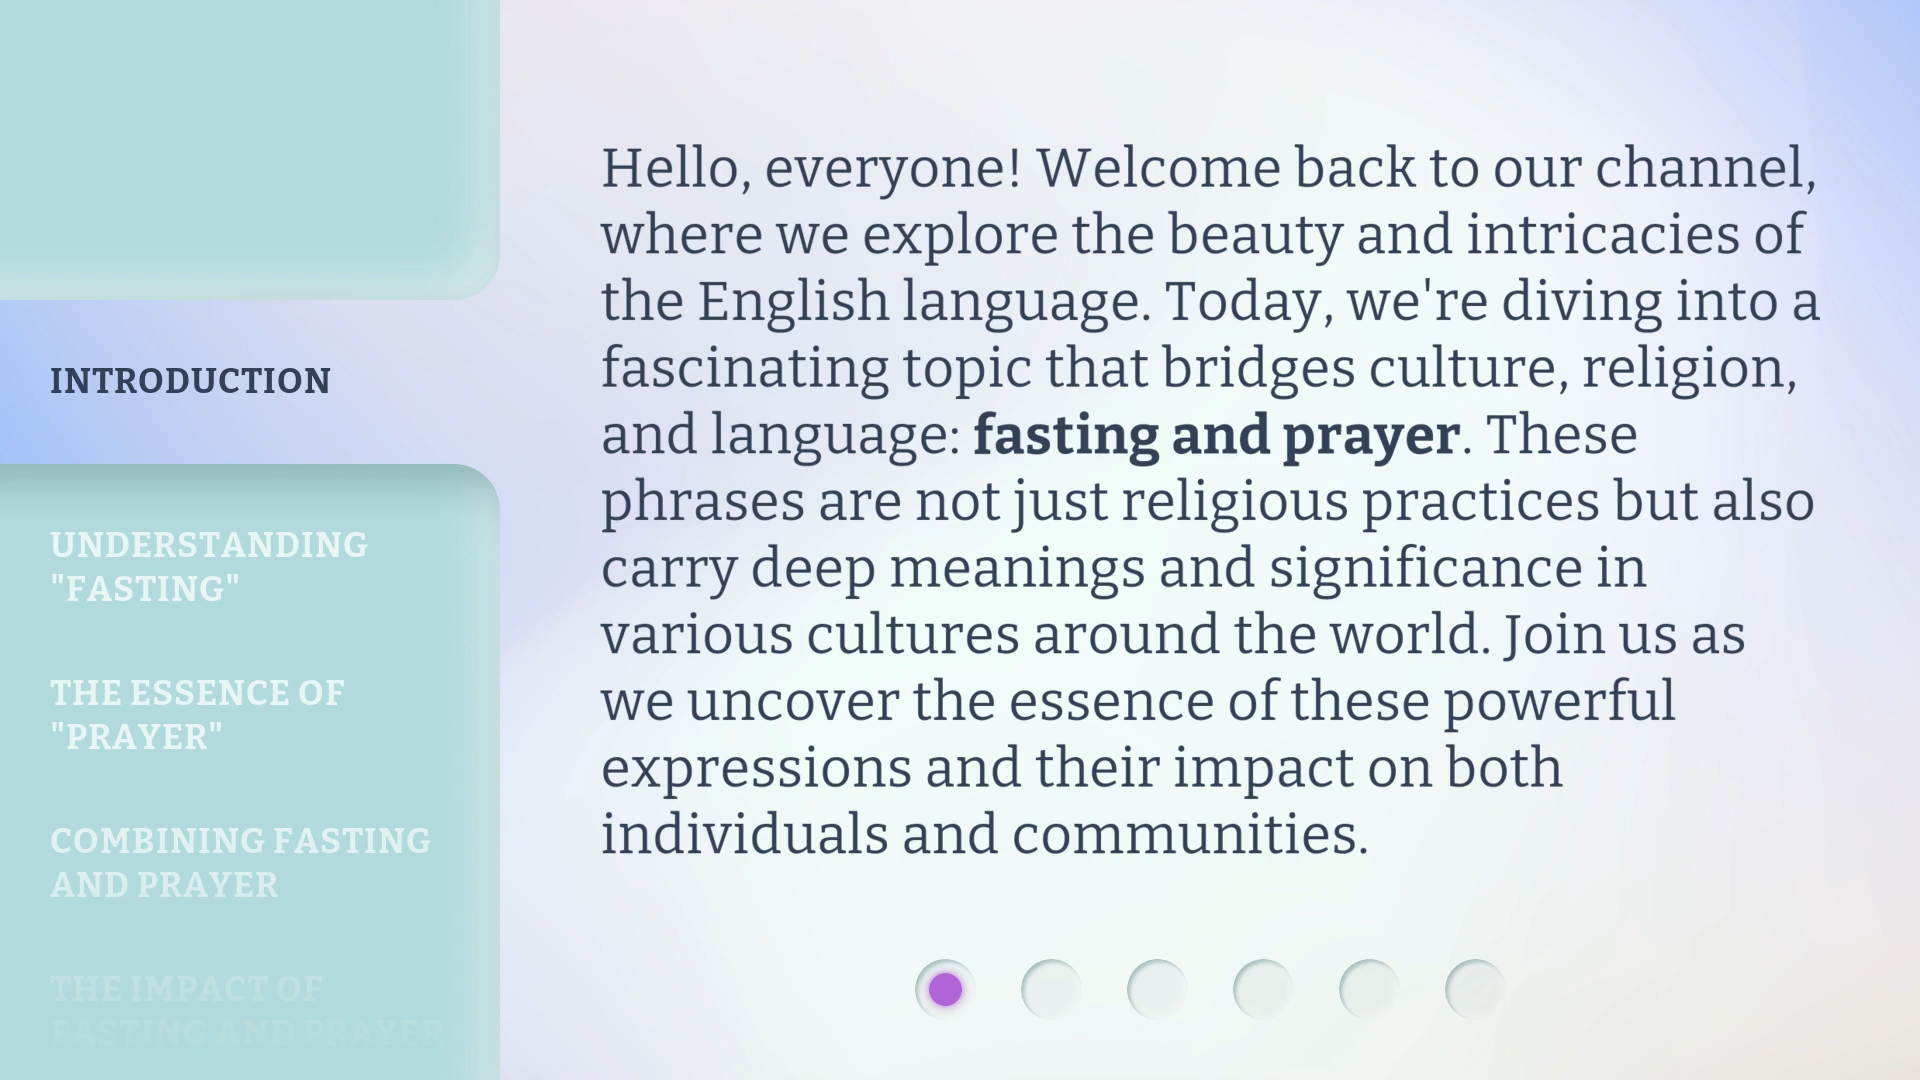 INTRODUCTION
UNDERSTANDING
"FASTING"
THE ESSENCE OF
"PRAYER"
COMBINING FASTING
AND PRAYER
THE IMPACT OF
FASTING AND PRAYER
Hello, everyone! Welcome back to our channel,
where we explore the beauty and intricacies of
the English language. Today, we're diving into a
fascinating topic that bridges culture, religion,
and language: fasting and prayer. These
phrases are not just religious practices but also
carry deep meanings and significance in
various cultures around the world. Join us as
we uncover the essence of these powerful
expressions and their impact on both
individuals and communities.